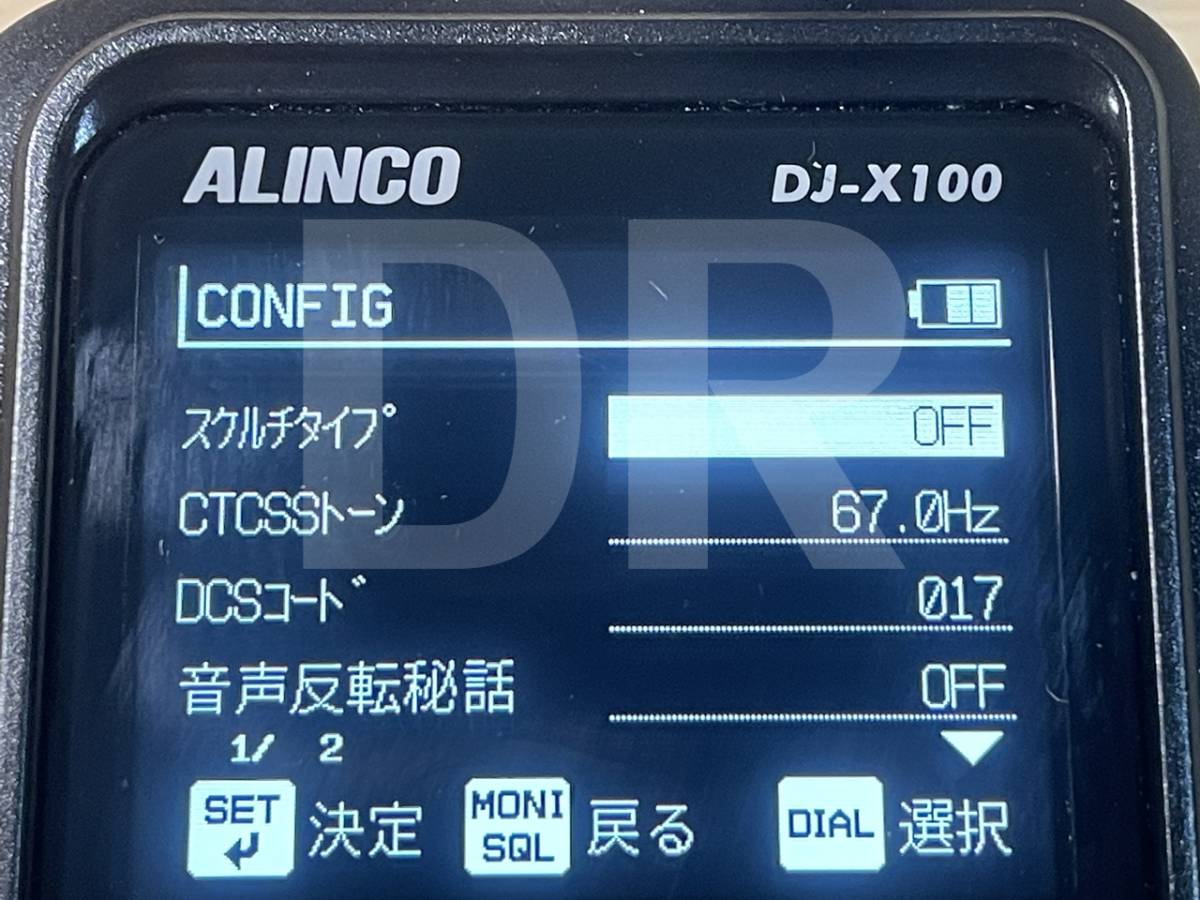 ALINCO DJ-X100
CONFIG
スクルチタイプ OFF
CTCSSトーン 67.0Hz
DCSコード 017
音声反転秘話 OFF
1/ 2
SET 決定 MONI SQL 戻る DIAL 選択
DR